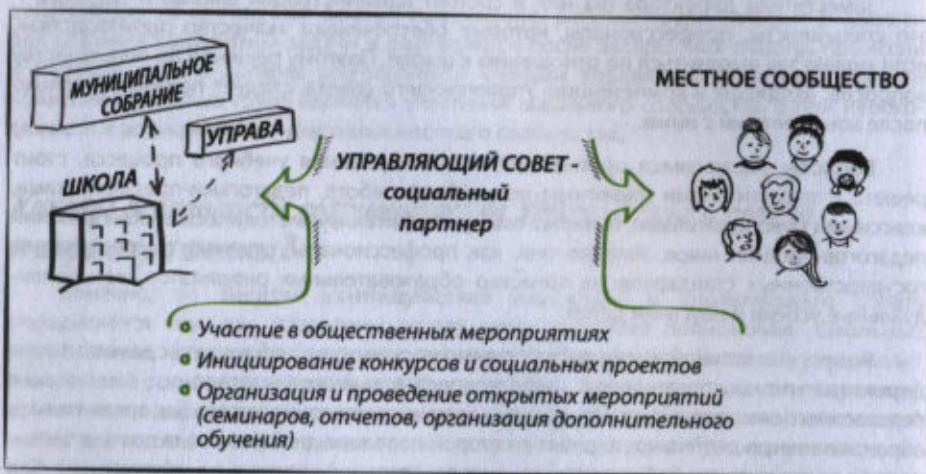 МУНИЦИПАЛЬНОЕ
СОБРАНИЕ
УПРАВА
ШКОЛА
УПРАВЛЯЮЩИЙ СОВЕТ -
социальный
партнер
МЕСТНОЕ СООБЩЕСТВО
Участие в общественных мероприятиях
Инициирование конкурсов и социальных проектов
Организация и проведение открытых мероприятий
(семинаров, отчетов, организация дополнительного
обучения)